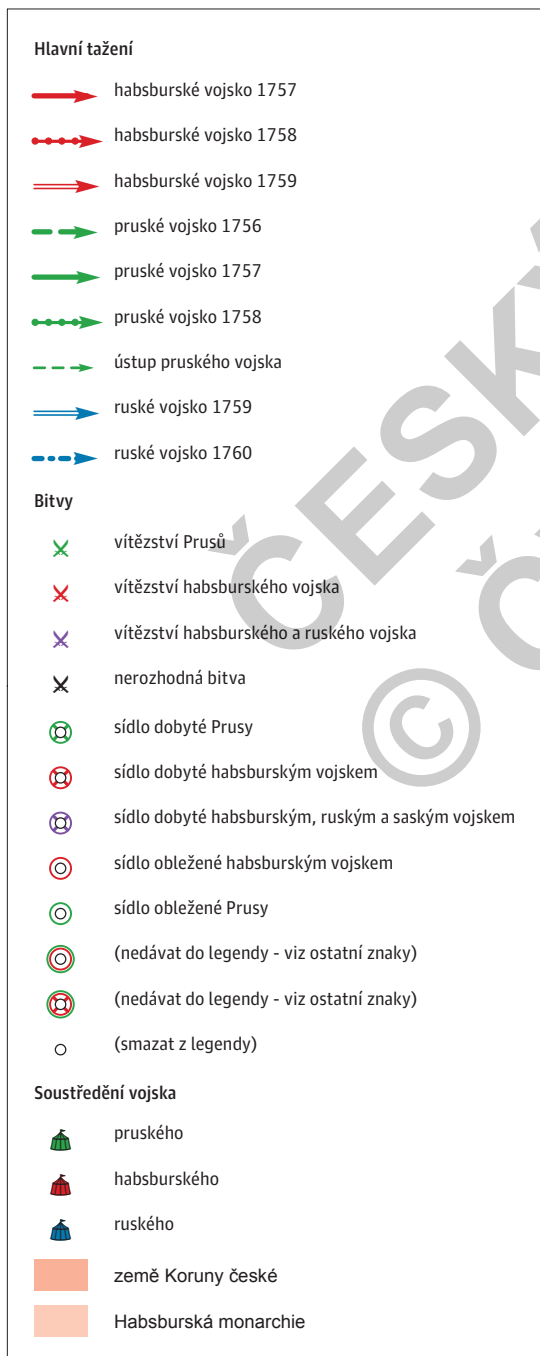 Hlavní tažení
habsburské vojsko 1757
habsburské vojsko 1758
habsburské vojsko 1759
pruské vojsko 1756
pruské vojsko 1757
pruské vojsko 1758
ústup pruského vojska
ruské vojsko 1759
ruské vojsko 1760
Bitvy
vítězství Prusů
vítězství habsburského vojska
vítězství habsburského a ruského vojska
nerozhodná bitva
sídlo dobyté Prusy
sídlo dobyté habsburským vojskem
sídlo dobyté habsburským, ruským a saským vojskem
sídlo obležené habsburským vojskem
sídlo obležené Prusy
(nedávat do legendy - viz ostatní znaky)
(nedávat do legendy - viz ostatní znaky)
(smazat z legendy)
Soustředění vojska
pruského
habsburského
ruského
země Koruny české
Habsburská monarchie
ČESKÝ
© Č